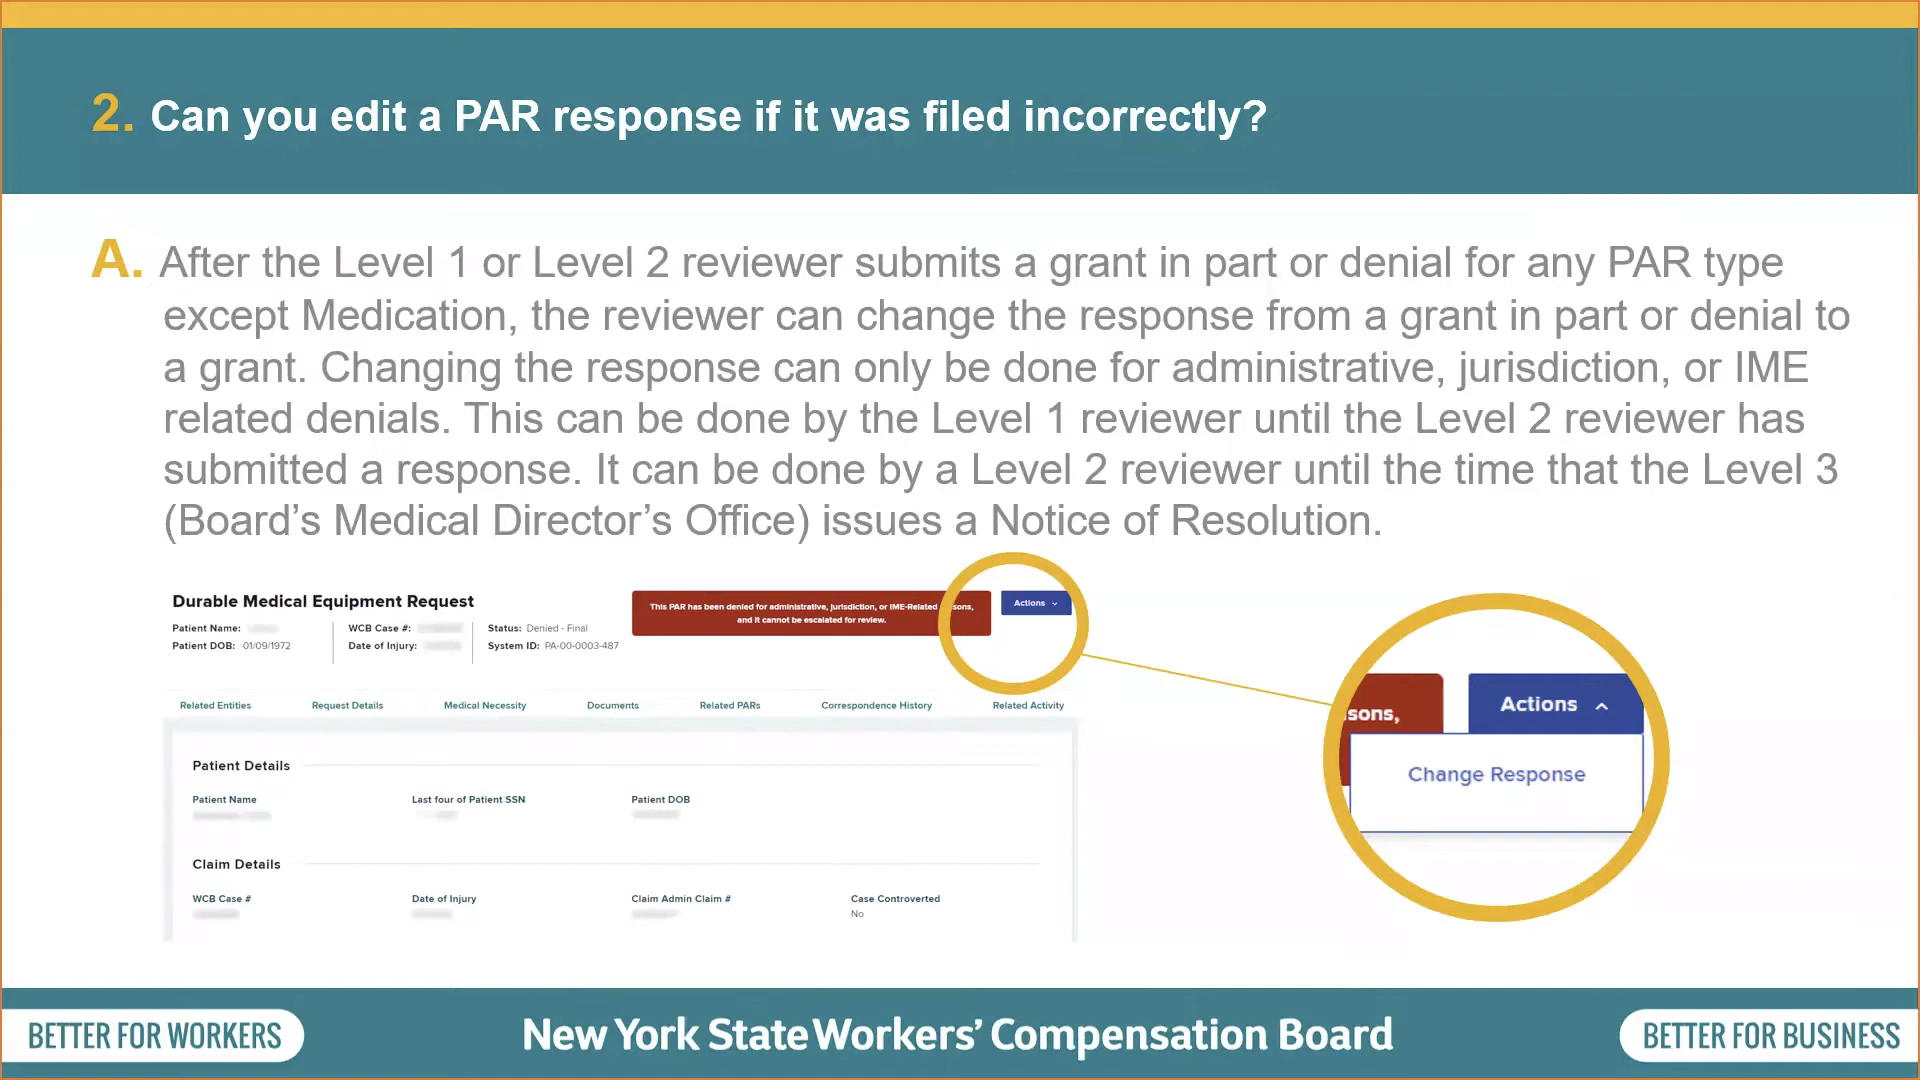 2. Can you edit a PAR response if it was filed incorrectly?
A. After the Level 1 or Level 2 reviewer submits a grant in part or denial for any PAR type
except Medication, the reviewer can change the response from a grant in part or denial to
a grant. Changing the response can only be done for administrative, jurisdiction, or IME
related denials. This can be done by the Level 1 reviewer until the Level 2 reviewer has
submitted a response. It can be done by a Level 2 reviewer until the time that the Level 3
(Board’s Medical Director’s Office) issues a Notice of Resolution.
Durable Medical Equipment Request
Patient Name: WCB Case #: Status: Denied - Final
Patient DOB: 01/09/1972 Date of Injury: System ID: PA-00-0003-487
This PAR has been denied for administrative, jurisdiction, or IME-Related sons,
and it cannot be escalated for review.
Actions
Related Entities Request Details Medical Necessity Documents Related PARs Correspondence History Related Activity
Patient Details
Patient Name Last four of Patient SSN Patient DOB
Claim Details
WCB Case # Date of Injury Claim Admin Claim # Case Controverted
No
sons, Actions
Change Response
BETTER FOR WORKERS New York State Workers’ Compensation Board BETTER FOR BUSINESS